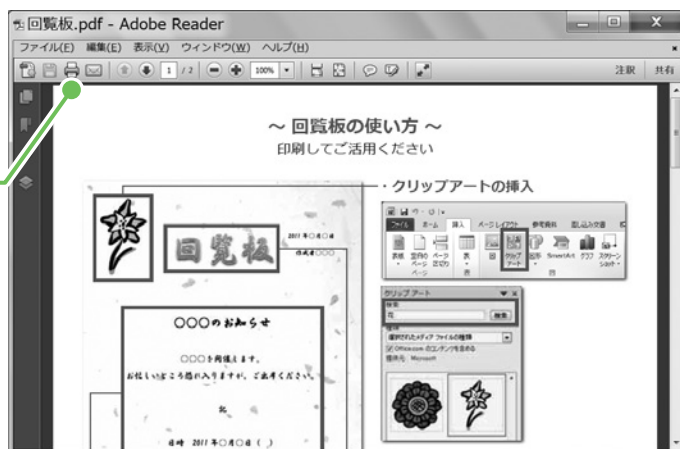 回覧板.pdf - Adobe Reader
ファイル(F) 編集(E) 表示(V) ウィンドウ(W) ヘルプ(H)
1 / 2 100% 注釈 共有
～ 回覧板の使い方 ～
印刷してご活用ください
・クリップアートの挿入
回覧板
2011 年○月○日
作成者○○○
○○○のお知らせ
○○○を開催します。
お忙しいところ恐れ入りますが、ご出席ください。
記
日時 2011 年○月○日 ( )
ファイル ホーム 挿入 ページレイアウト 参考資料 差し込み文書
表紙 空白の ページ 表 図 クリップ 図形 SmartArt グラフ スクリーン
ページ 区切り アート ショット
ページ 表 図
クリップ アート
検索:
花 検索
種類:
選択されたメディア ファイルの種類
Office.com のコンテンツを含める
提供元: Microsoft